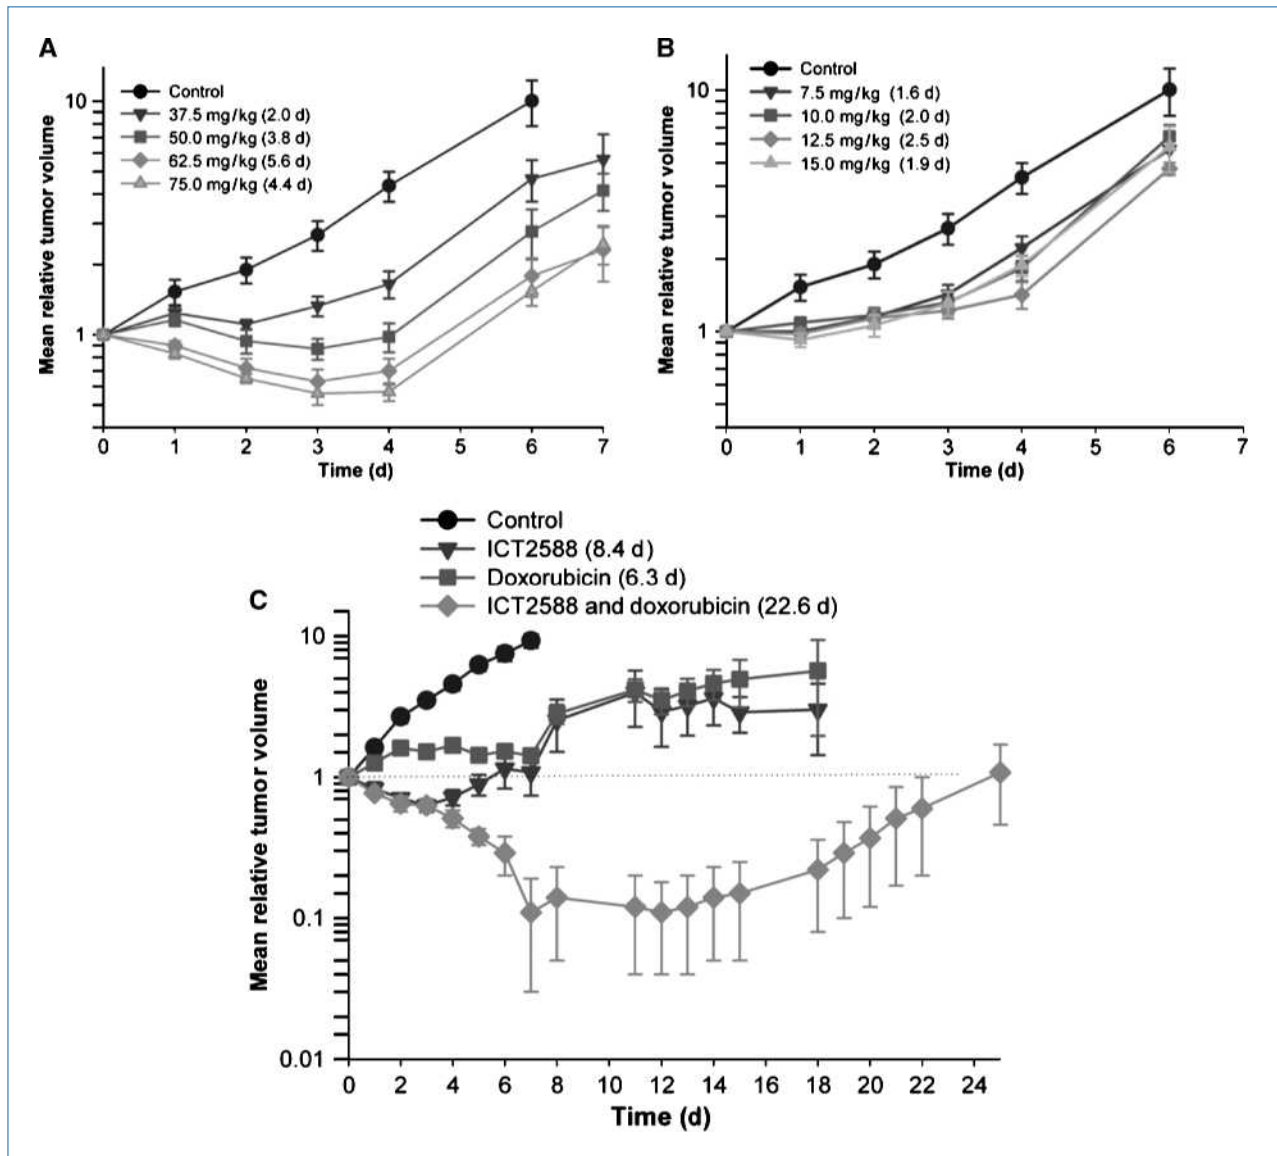 A
Control
37.5 mg/kg (2.0 d)
50.0 mg/kg (3.8 d)
62.5 mg/kg (5.6 d)
75.0 mg/kg (4.4 d)
Mean relative tumor volume
10
1
0 1 2 3 4 5 6 7
Time (d)
B
Control
7.5 mg/kg (1.6 d)
10.0 mg/kg (2.0 d)
12.5 mg/kg (2.5 d)
15.0 mg/kg (1.9 d)
Mean relative tumor volume
10
1
0 1 2 3 4 5 6 7
Time (d)
C
Control
ICT2588 (8.4 d)
Doxorubicin (6.3 d)
ICT2588 and doxorubicin (22.6 d)
Mean relative tumor volume
10
1
0.1
0.01
0 2 4 6 8 10 12 14 16 18 20 22 24
Time (d)